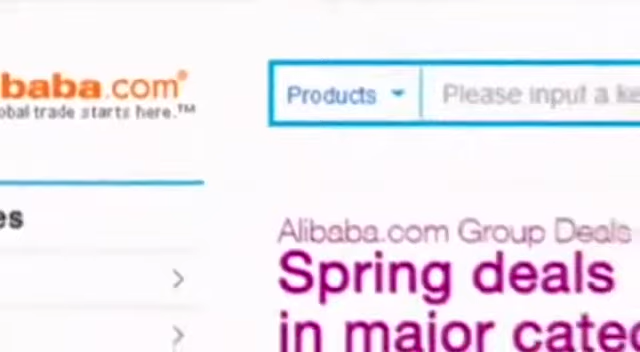 baba.com®
obal trade starts here.™
Products
Please input a ke
es
Alibaba.com Group Deals
Spring deals
in major categ